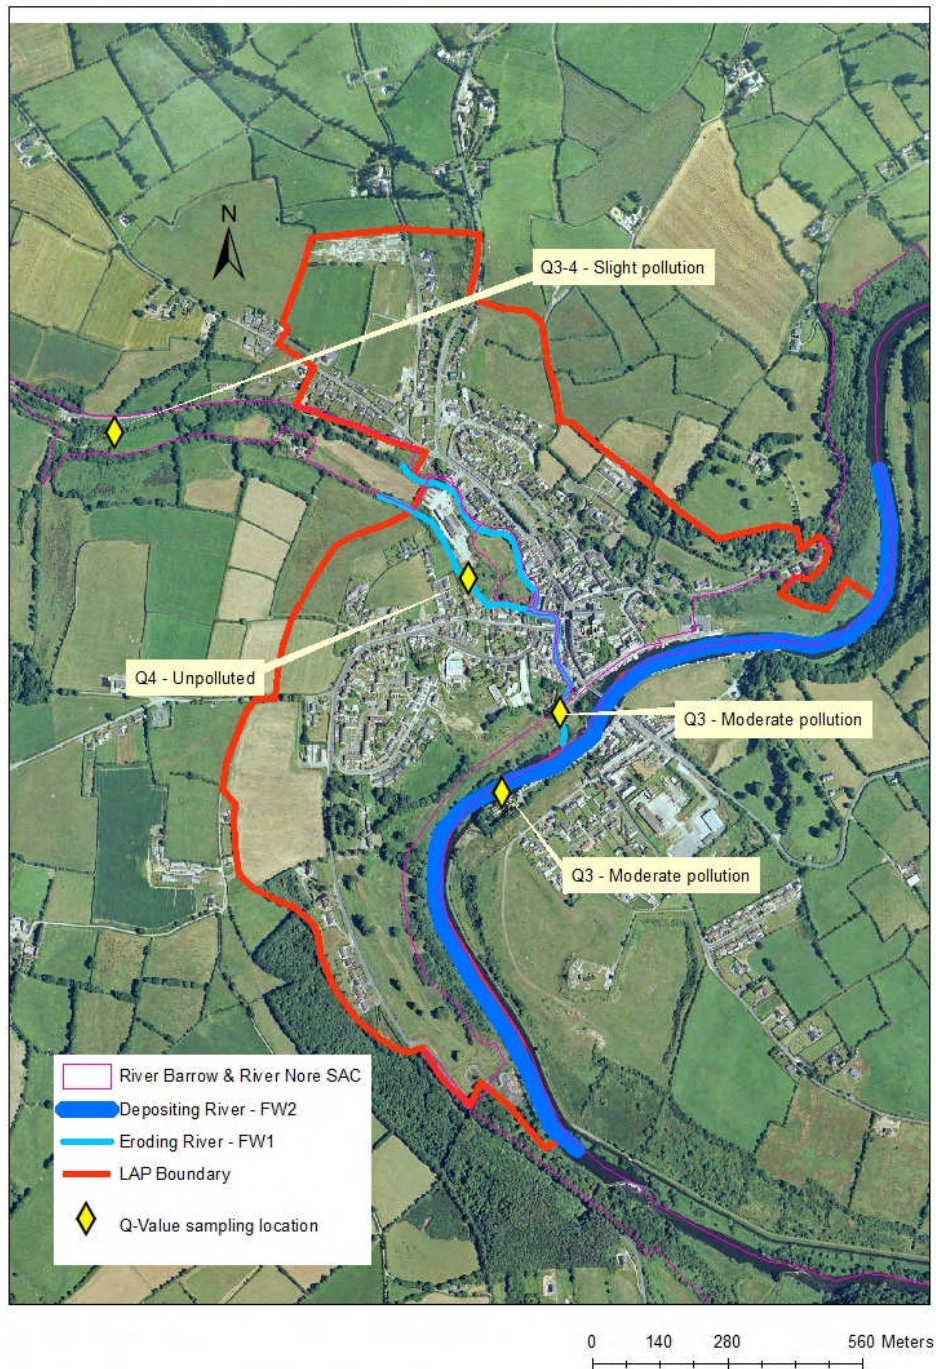 N
Q3-4 - Slight pollution
Q4 - Unpolluted
Q3 - Moderate pollution
Q3 - Moderate pollution
River Barrow & River Nore SAC
Depositing River - FW2
Eroding River - FW1
LAP Boundary
Q-Value sampling location
0 140 280 560 Meters